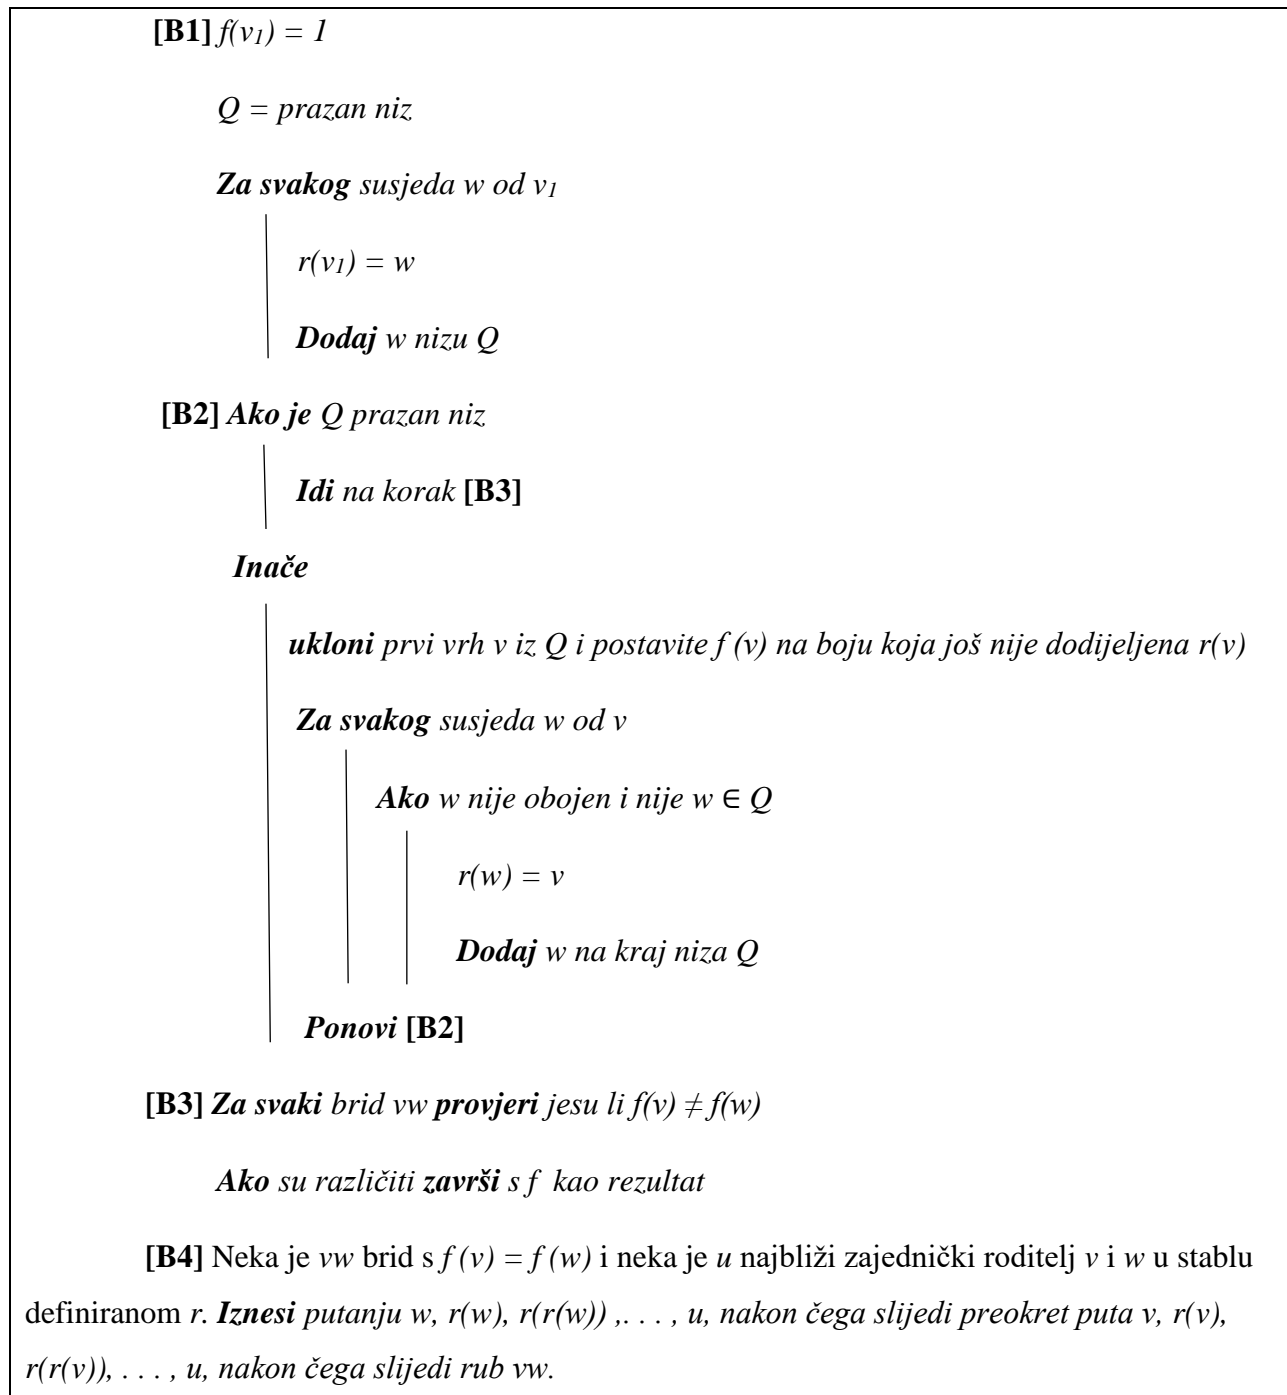 [B1] f(v₁) = 1
Q = prazan niz
Za svakog susjeda w od v₁
r(v₁) = w
Dodaj w nizu Q
[B2] Ako je Q prazan niz
Idi na korak [B3]
Inače
ukloni prvi vrh v iz Q i postavite f (v) na boju koja još nije dodijeljena r(v)
Za svakog susjeda w od v
Ako w nije obojen i nije w ∈ Q
r(w) = v
Dodaj w na kraj niza Q
Ponovi [B2]
[B3] Za svaki brid vw provjeri jesu li f(v) ≠ f(w)
Ako su različiti završi s f kao rezultat
[B4] Neka je vw brid s f (v) = f (w) i neka je u najbliži zajednički roditelj v i w u stablu
definiranom r. Iznesi putanju w, r(w), r(r(w)) ,. . . , u, nakon čega slijedi preokret puta v, r(v),
r(r(v)), . . . , u, nakon čega slijedi rub vw.